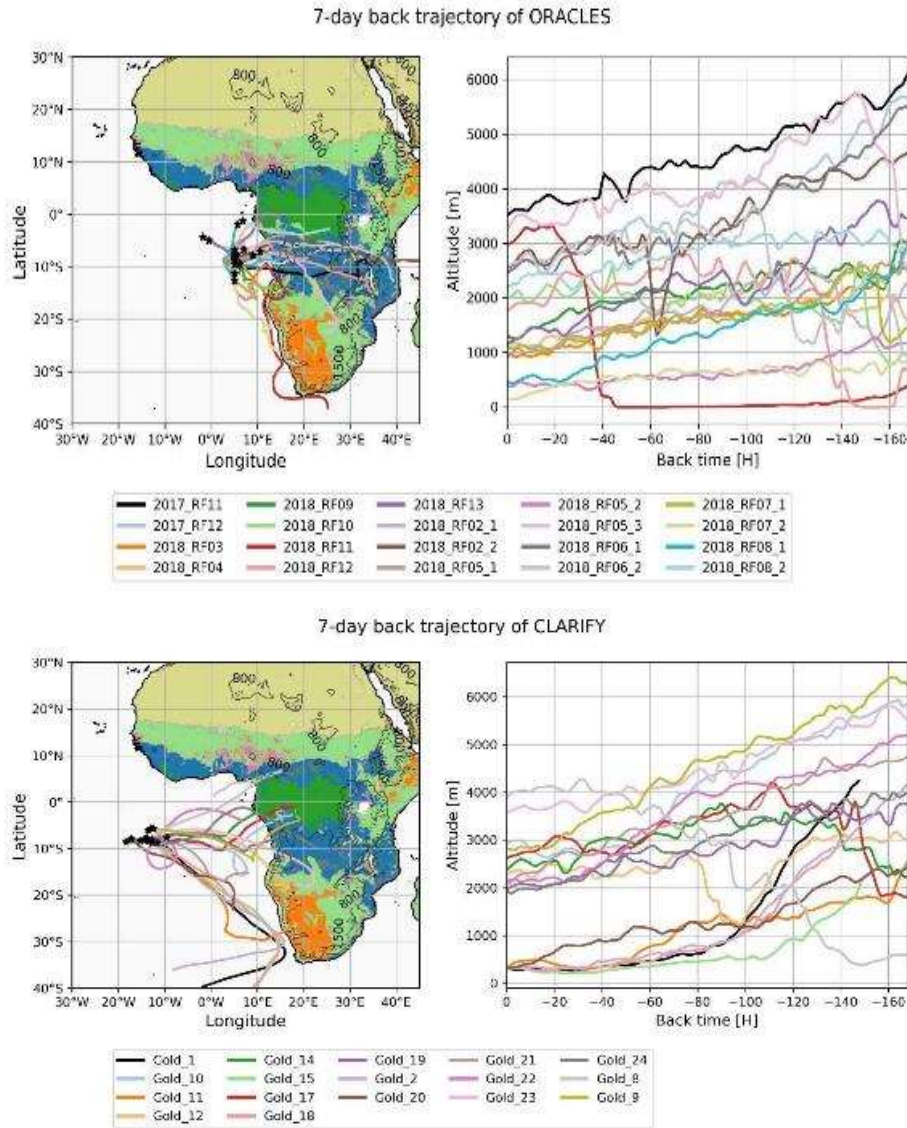 7-day back trajectory of ORACLES
30°N
20°N
10°N
0°
10°S
20°S
30°S
40°S
Latitude
800
800
800
1500
30°W 20°W 10°W 0°W 10°E 20°E 30°E 40°E
Longitude
6000
5000
4000
3000
2000
1000
0
Altitude [m]
0 −20 −40 −60 −80 −100 −120 −140 −160
Back time [H]
2017_RF11 2018_RF09 2018_RF13 2018_RF05_2 2018_RF07_1
2017_RF12 2018_RF10 2018_RF02_1 2018_RF05_3 2018_RF07_2
2018_RF03 2018_RF11 2018_RF02_2 2018_RF06_1 2018_RF08_1
2018_RF04 2018_RF12 2018_RF05_1 2018_RF06_2 2018_RF08_2
7-day back trajectory of CLARIFY
30°N
20°N
10°N
0°
10°S
20°S
30°S
40°S
Latitude
800
800
800
1500
30°W 20°W 10°W 0°W 10°E 20°E 30°E 40°E
Longitude
6000
5000
4000
3000
2000
1000
0
Altitude [m]
0 −20 −40 −60 −80 −100 −120 −140 −160
Back time [H]
Gold_1 Gold_14 Gold_19 Gold_21 Gold_24
Gold_10 Gold_15 Gold_2 Gold_22 Gold_8
Gold_11 Gold_17 Gold_20 Gold_23 Gold_9
Gold_12 Gold_18